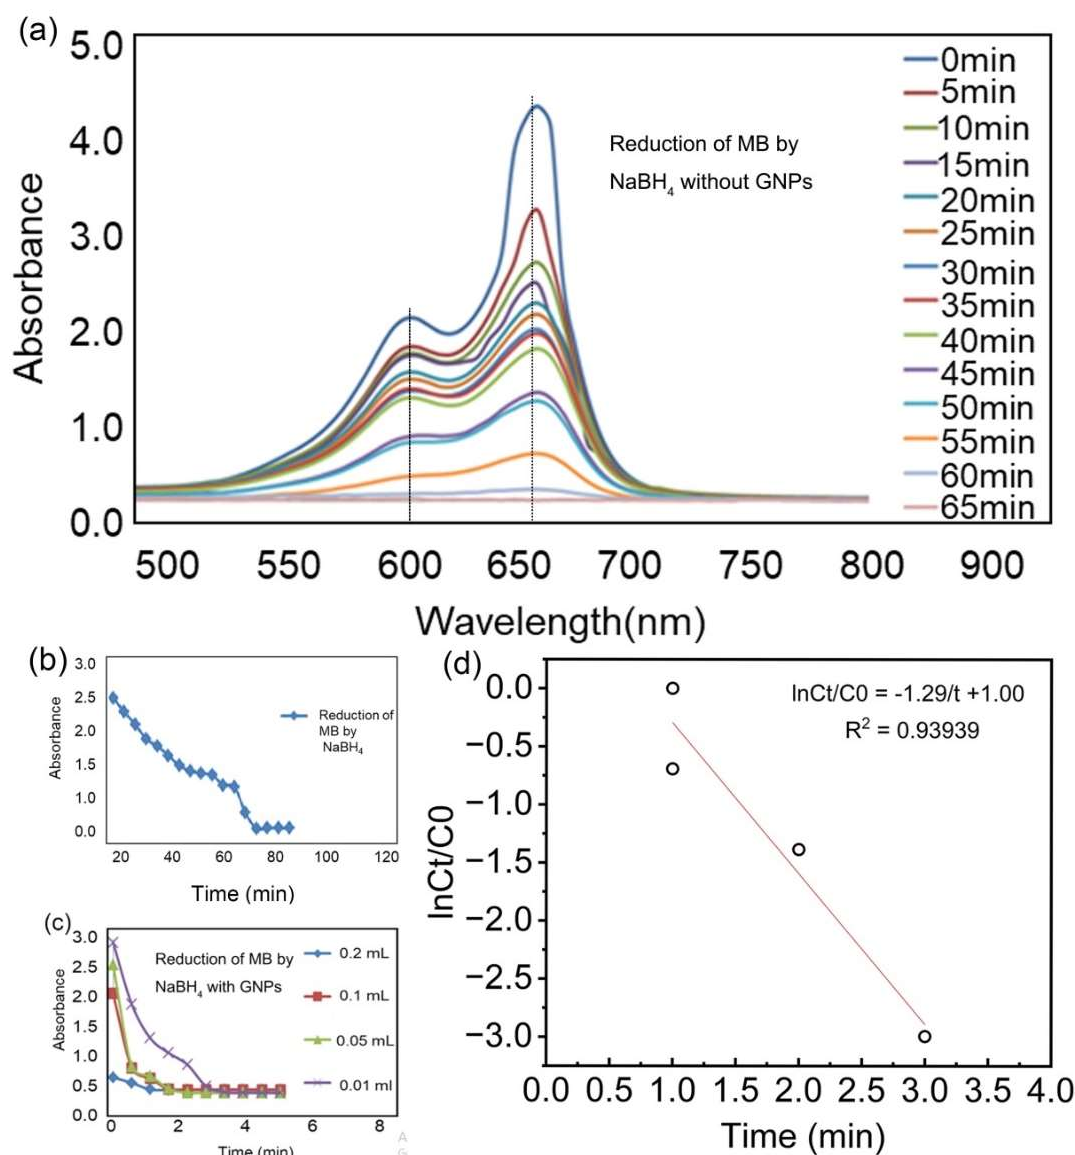 (a)
5.0
4.0
3.0
2.0
1.0
0.0
Absorbance
Reduction of MB by
NaBH4 without GNPs
0min
5min
10min
15min
20min
25min
30min
35min
40min
45min
50min
55min
60min
65min
500 550 600 650 700 750 800 900
Wavelength(nm)
(b)
3.0
2.5
2.0
1.5
1.0
0.0
Absorbance
Reduction of
MB by
NaBH4
20 40 60 80 100 120
Time (min)
(c)
3.0
2.5
2.0
1.5
1.0
0.5
0.0
Absorbance
Reduction of MB by
NaBH4 with GNPs
0.2 mL
0.1 mL
0.05 mL
0.01 ml
0 2 4 6 8
Time (min)
A
G
(d)
0.0
−0.5
−1.0
−1.5
−2.0
−2.5
−3.0
lnCt/C0
lnCt/C0 = -1.29/t +1.00
R2 = 0.93939
0.0 0.5 1.0 1.5 2.0 2.5 3.0 3.5 4.0
Time (min)